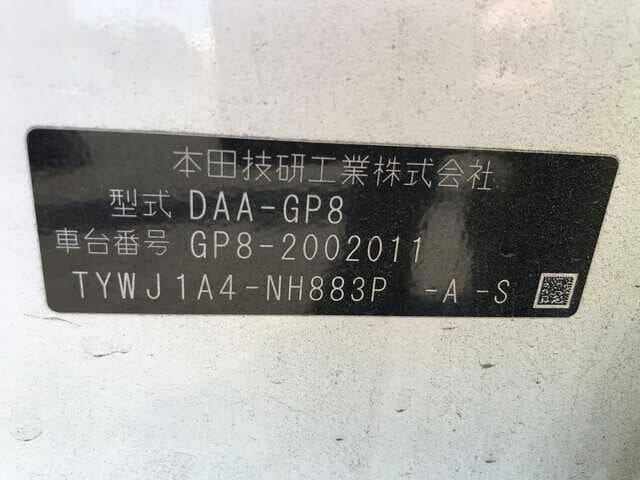 本田技研工業株式会社
型式 DAA-GP8
車台番号 GP8-2002011
TYWJ1A4-NH883P -A -S